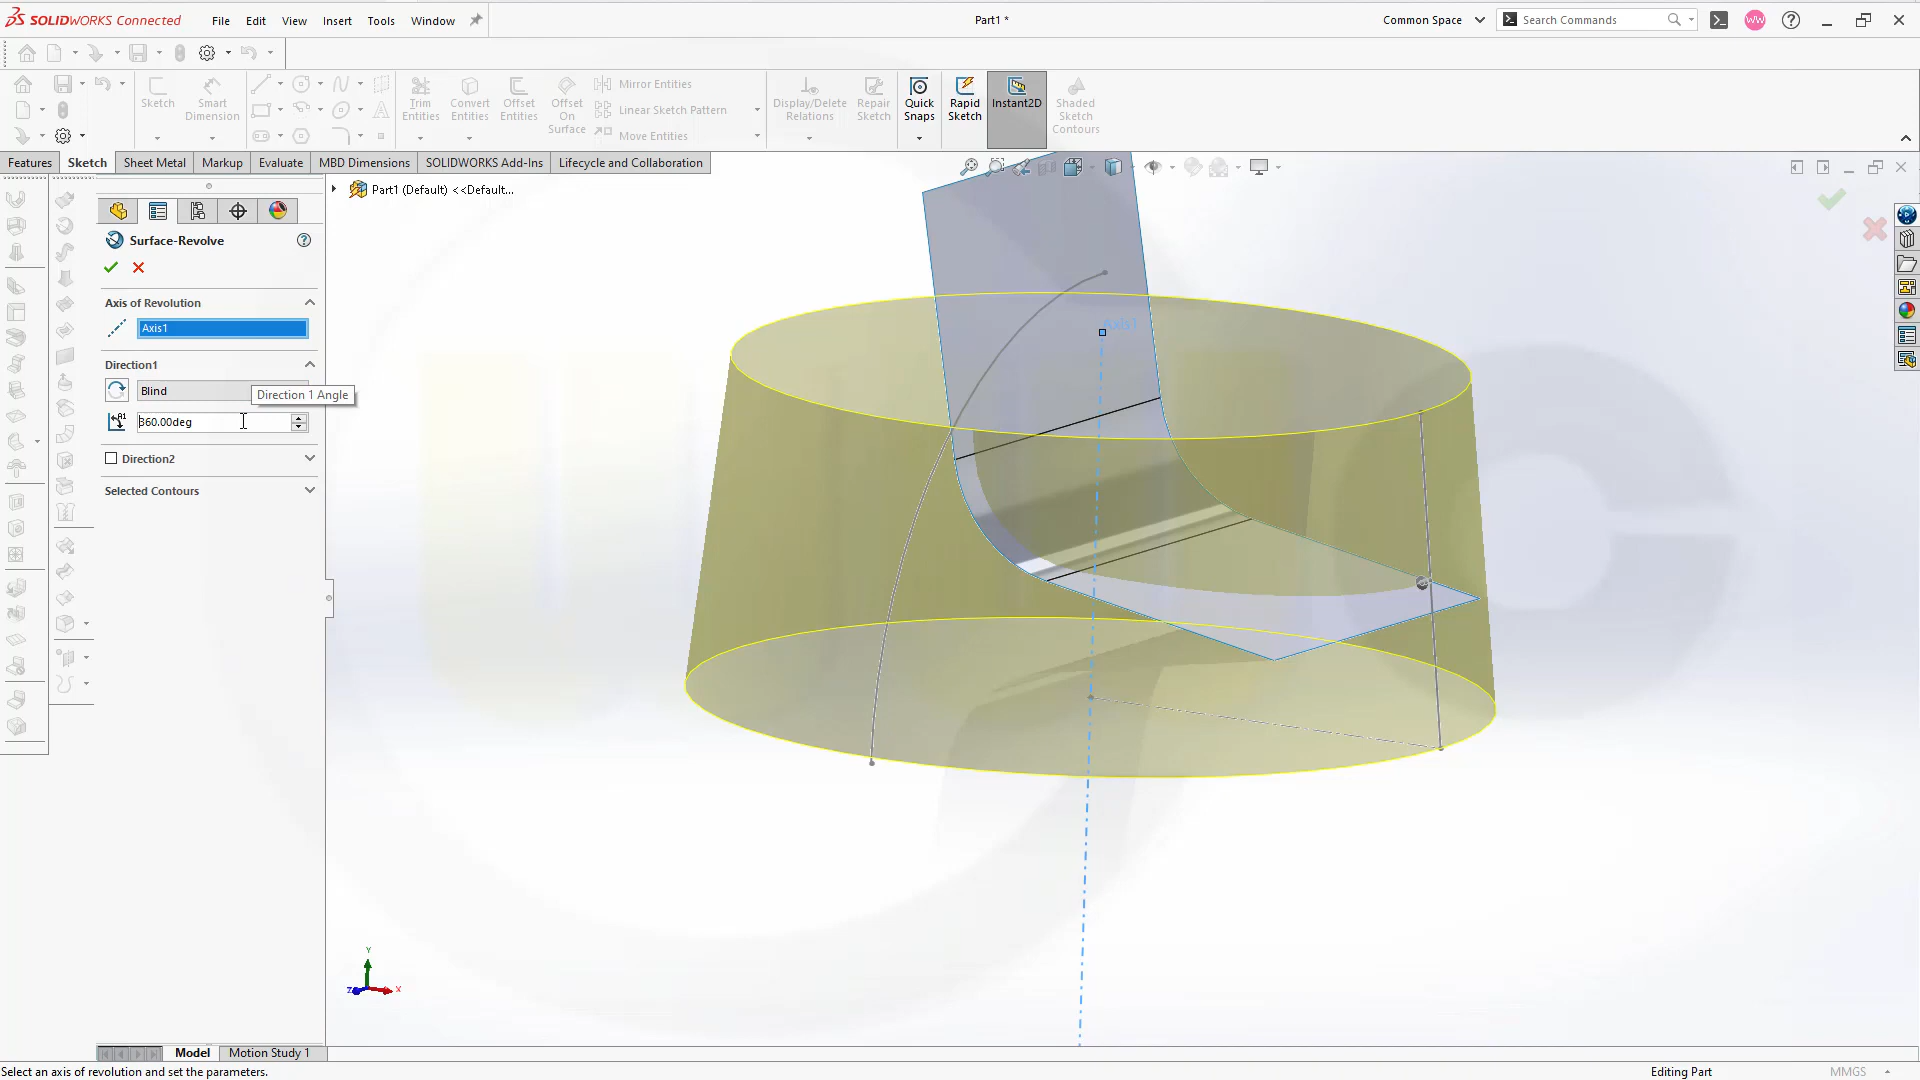 SOLIDWORKS Connected
File Edit View Insert Tools Window
Part1 *
Common Space
Search Commands
WW
Sketch
Smart Dimension
Trim Entities
Convert Entities
Offset Entities
Offset On Surface
Mirror Entities
Linear Sketch Pattern
Move Entities
Display/Delete Relations
Repair Sketch
Quick Snaps
Rapid Sketch
Instant2D
Shaded Sketch Contours
Features Sketch Sheet Metal Markup Evaluate MBD Dimensions SOLIDWORKS Add-Ins Lifecycle and Collaboration
Part1 (Default) <<Default...
Surface-Revolve
Axis of Revolution
Axis1
Direction1
Blind
Direction 1 Angle
360.00deg
Direction2
Selected Contours
Axis1
Y
Z
X
Model Motion Study 1
Select an axis of revolution and set the parameters.
Editing Part
MMGS